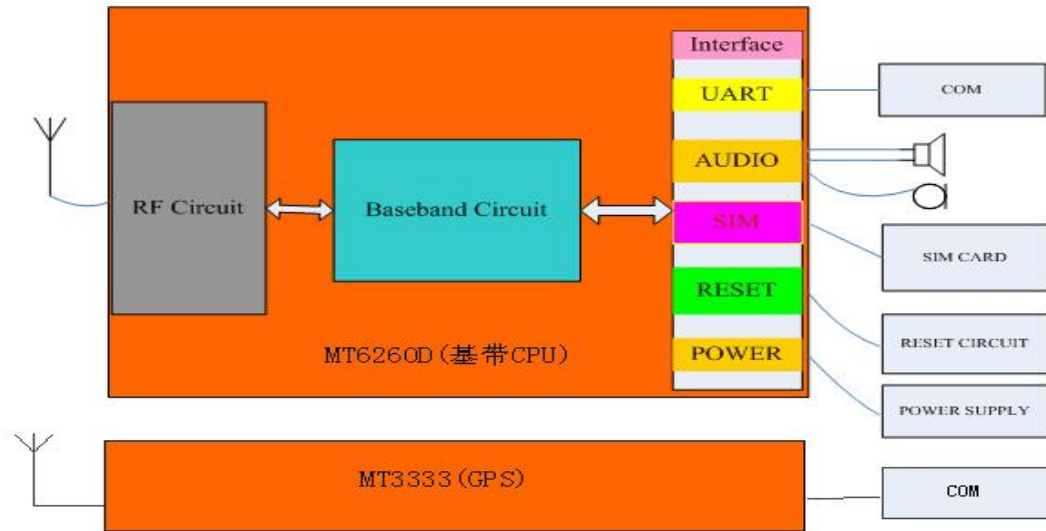 Interface
UART
COM
AUDIO
RF Circuit
Baseband Circuit
SIM
SIM CARD
RESET
RESET CIRCUIT
MT6260D(基带CPU)
POWER
POWER SUPPLY
MT3333(GPS)
COM